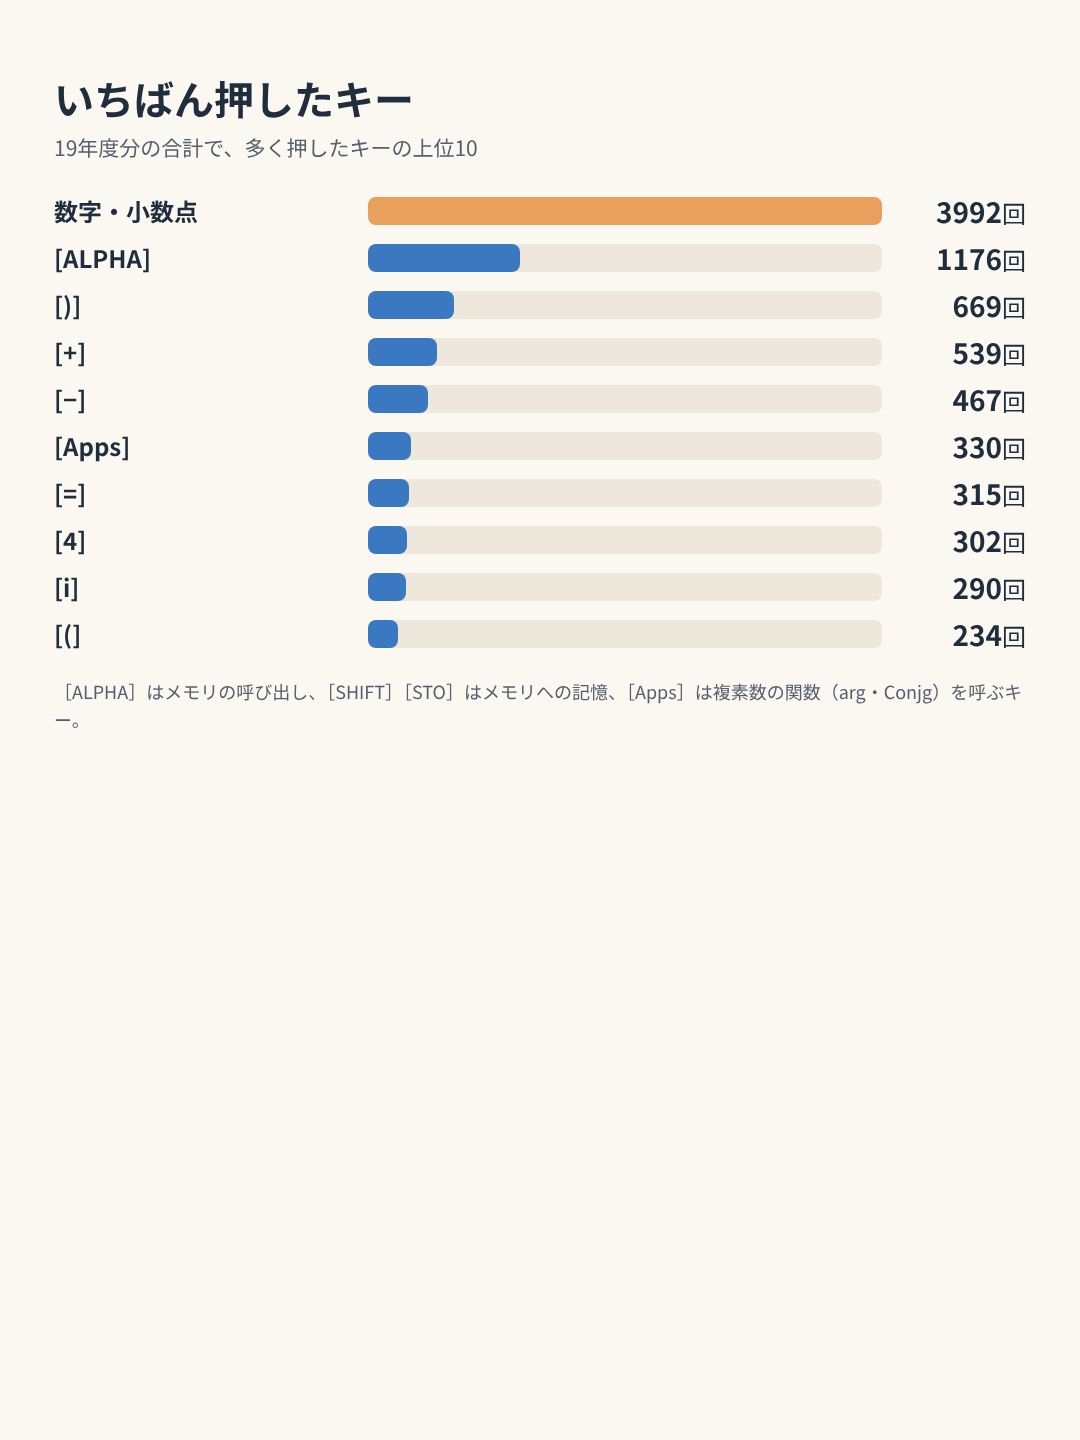 いちばん押したキー
19年度分の合計で、多く押したキーの上位10
数字・小数点 3992回
[ALPHA] 1176回
[)] 669回
[+] 539回
[−] 467回
[Apps] 330回
[=] 315回
[4] 302回
[i] 290回
[(] 234回
［ALPHA］はメモリの呼び出し、［SHIFT］［STO］はメモリへの記憶、［Apps］は複素数の関数（arg・Conjg）を呼ぶキ
ー。